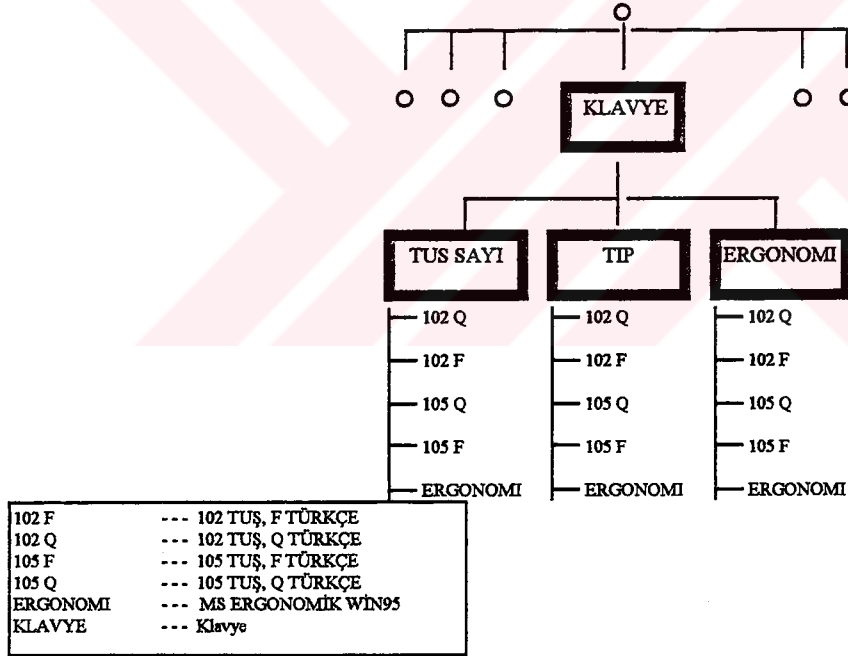 KLAVYE
TUS SAYI TIP ERGONOMI
102 Q 102 Q 102 Q
102 F 102 F 102 F
105 Q 105 Q 105 Q
105 F 105 F 105 F
ERGONOMI ERGONOMI ERGONOMI
102 F --- 102 TUŞ, F TÜRKÇE
102 Q --- 102 TUŞ, Q TÜRKÇE
105 F --- 105 TUŞ, F TÜRKÇE
105 Q --- 105 TUŞ, Q TÜRKÇE
ERGONOMI --- MS ERGONOMİK WİN95
KLAVYE --- Klavye